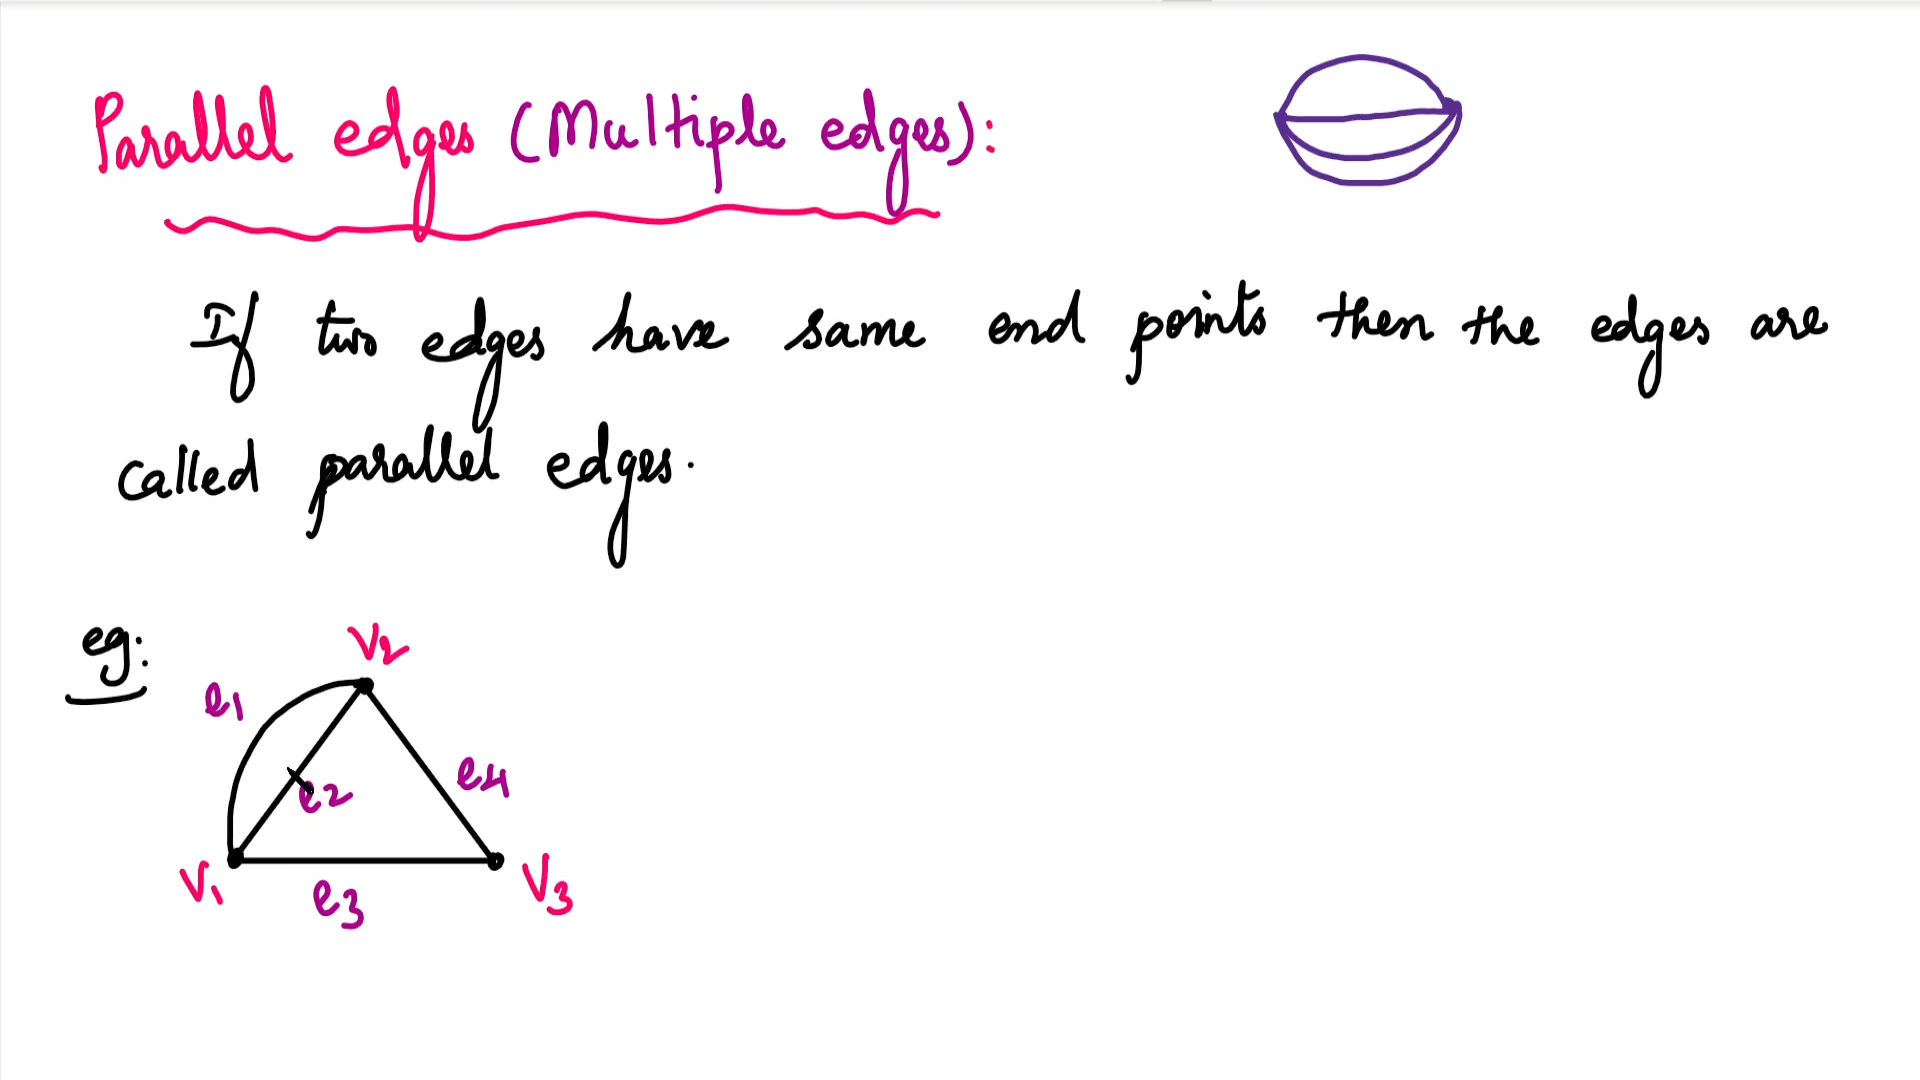 Parallel edges (Multiple edges):
If two edges have same end points then the edges are
called parallel edges.
eg:
V2
e1
e4
e2
V1
V3
e3